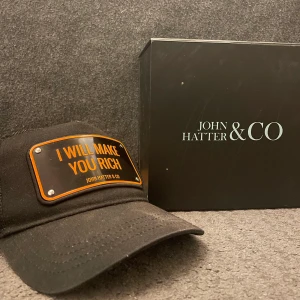 I WILL MAKE
YOU RICH
JOHN HATTER & CO
JOHN
HATTER &CO